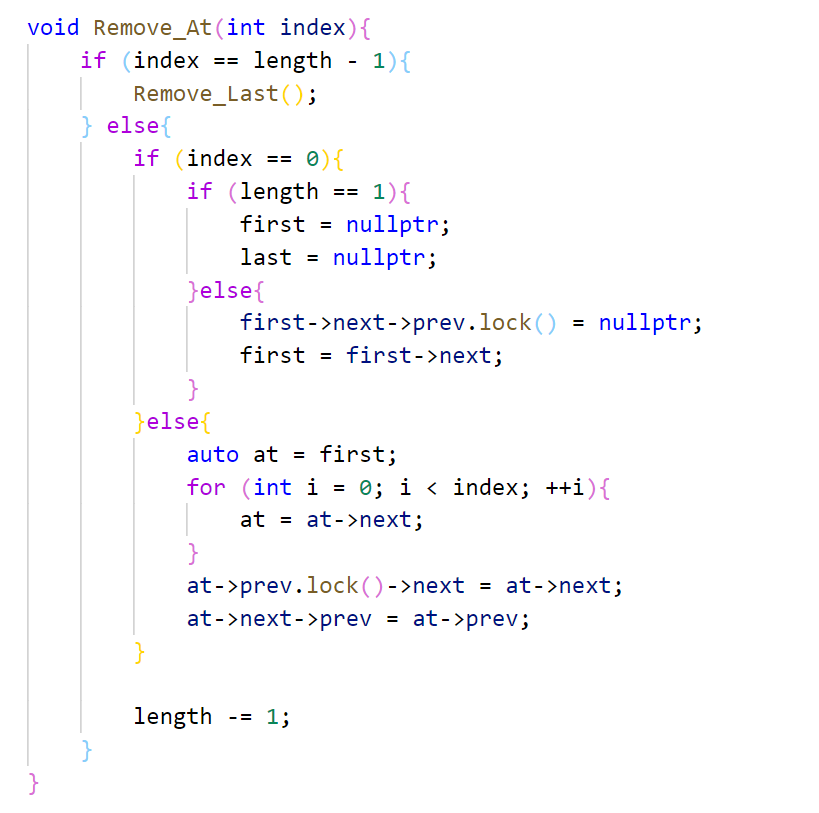 void Remove_At(int index){
    if (index == length - 1){
        Remove_Last();
    } else{
        if (index == 0){
            if (length == 1){
                first = nullptr;
                last = nullptr;
            }else{
                first->next->prev.lock() = nullptr;
                first = first->next;
            }
        }else{
            auto at = first;
            for (int i = 0; i < index; ++i){
                at = at->next;
            }
            at->prev.lock()->next = at->next;
            at->next->prev = at->prev;
        }

        length -= 1;
    }
}